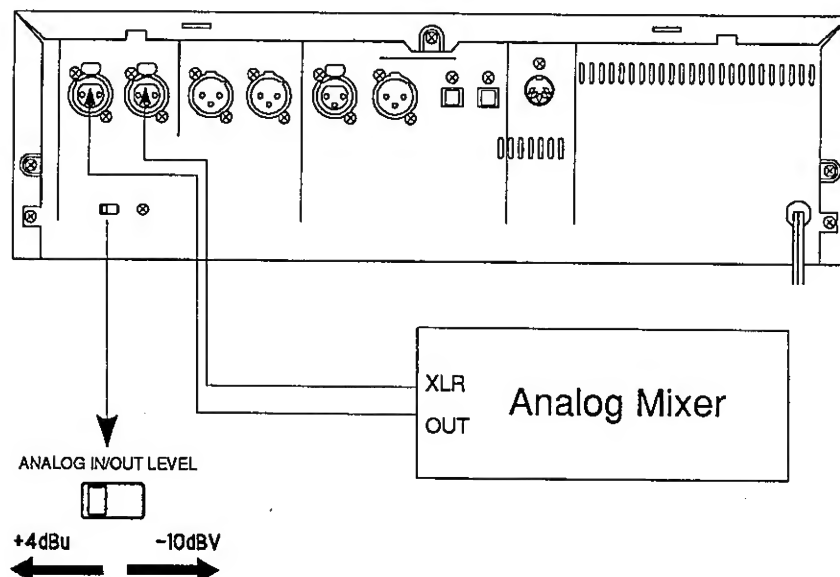 XLR
OUT
Analog Mixer
ANALOG IN/OUT LEVEL
+4dBu
-10dBV